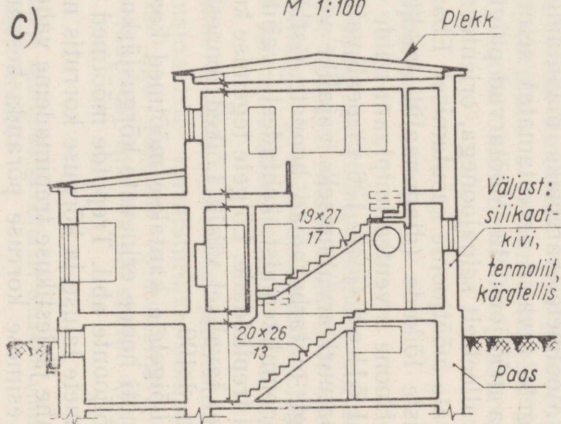 M 1:100
c)
Plekk
Väljast:
silikaat-
kivi,
termoliit,
kärgtellis
19×27
17
20×26
13
Paas